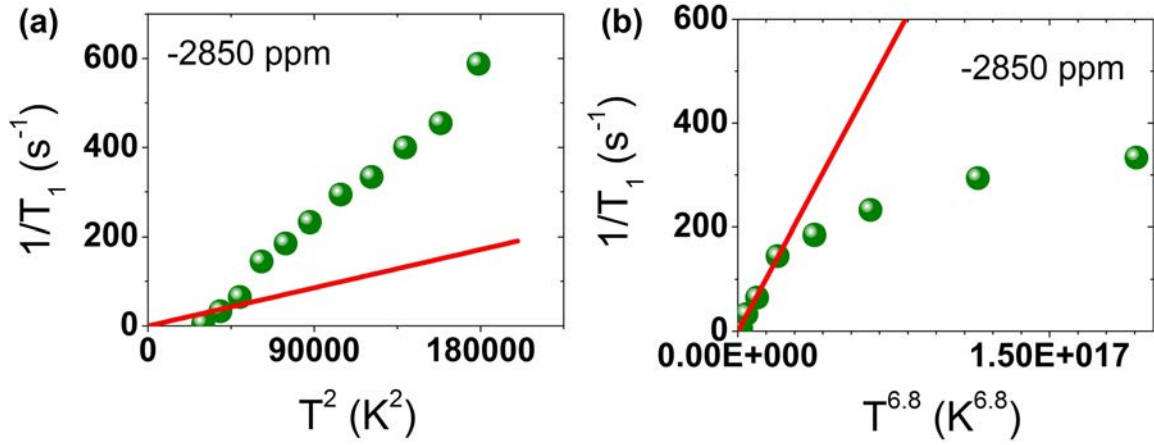 (a)
-2850 ppm
1/T₁ (s⁻¹)
600
400
200
0
0
90000
180000
T² (K²)
(b)
-2850 ppm
1/T₁ (s⁻¹)
600
400
200
0
0.00E+000
1.50E+017
T⁶·⁸ (K⁶·⁸)